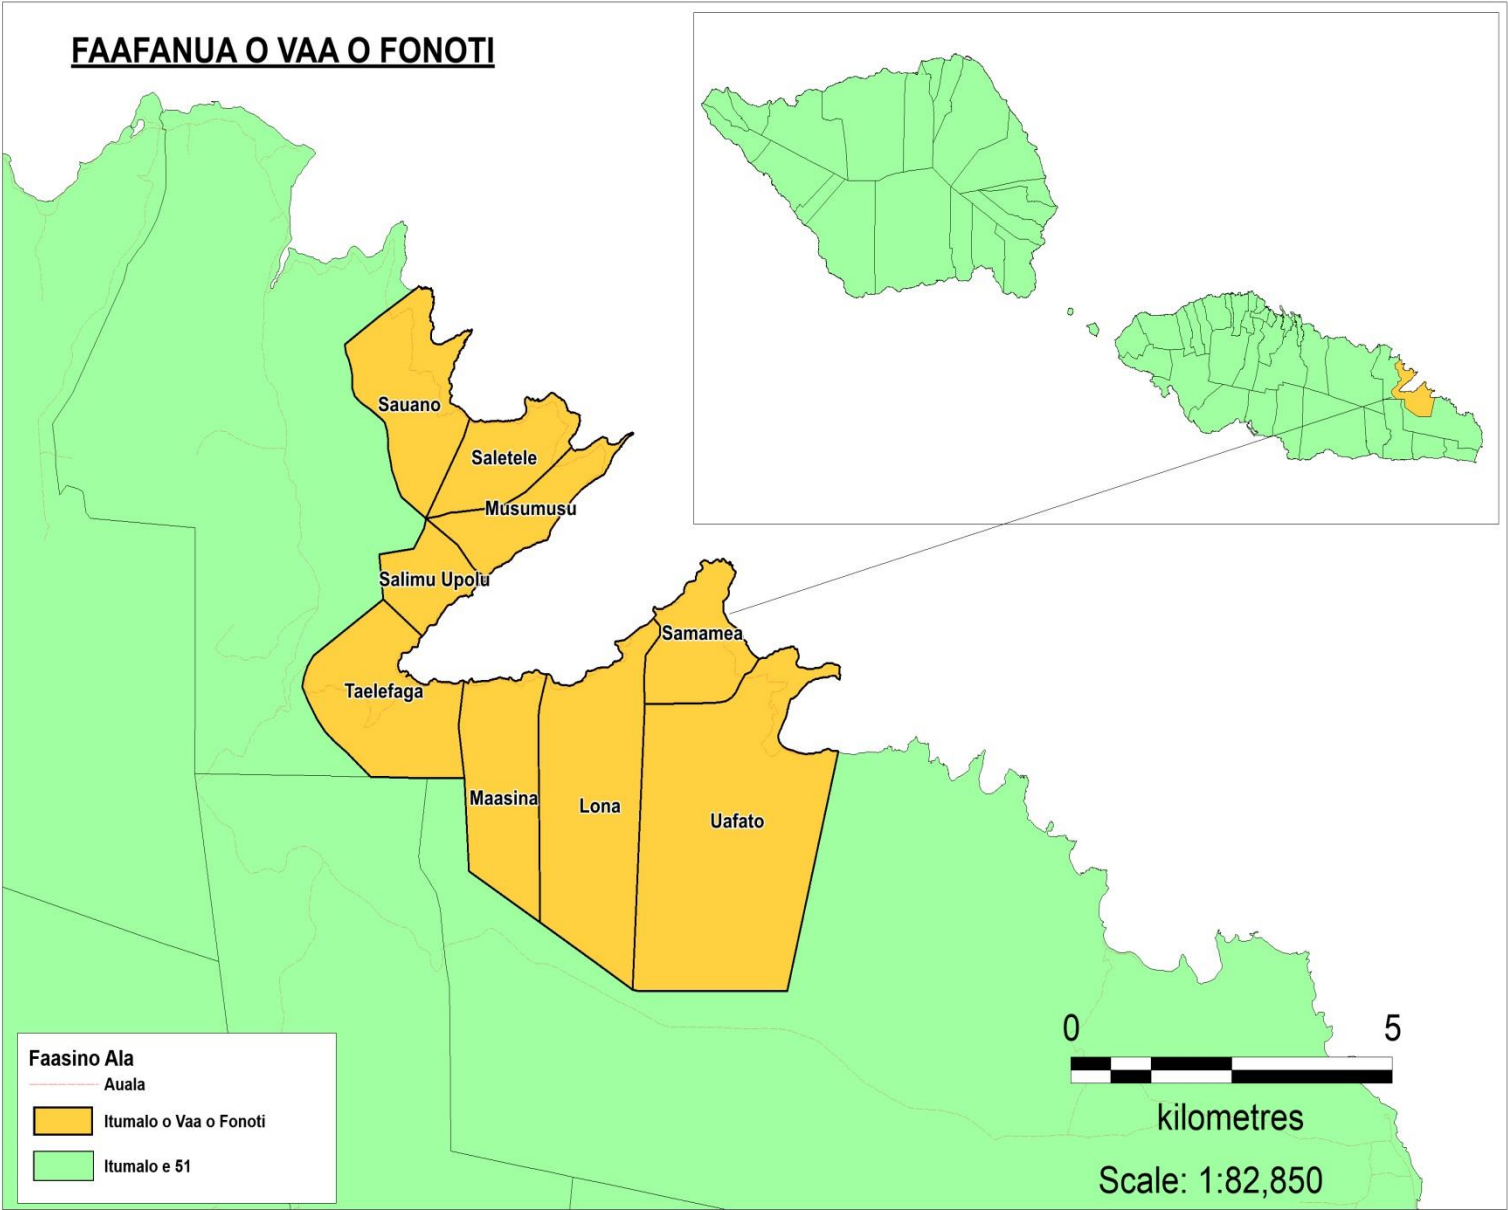 FAAFANUA O VAA O FONOTI
Sauano
Saletele
Musumusu
Salimu Upolu
Samamea
Taelefaga
Maasina
Lona
Uafato
0 5
kilometres
Scale: 1:82,850
Faasino Ala
Auala
Itumalo o Vaa o Fonoti
Itumalo e 51